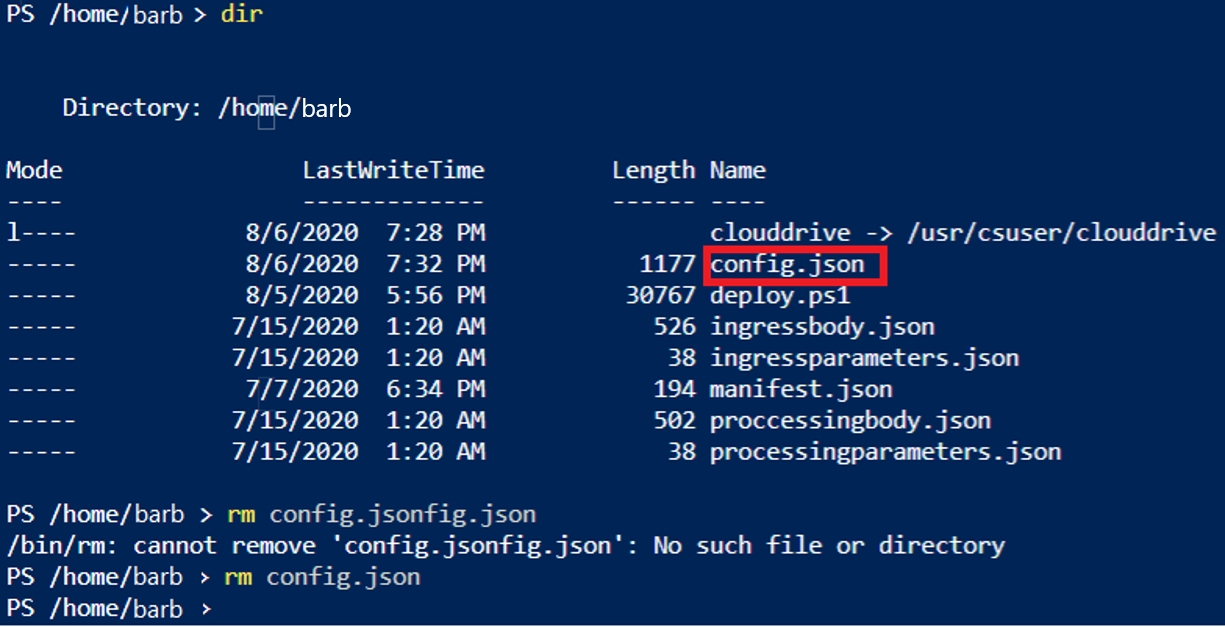 PS /home/barb > dir
Directory: /home/barb
Mode LastWriteTime Length Name
---- ------------- ------ ----
l---- 8/6/2020 7:28 PM clouddrive -> /usr/csuser/clouddrive
----- 8/6/2020 7:32 PM 1177 config.json
----- 8/5/2020 5:56 PM 30767 deploy.ps1
----- 7/15/2020 1:20 AM 526 ingressbody.json
----- 7/15/2020 1:20 AM 38 ingressparameters.json
----- 7/7/2020 6:34 PM 194 manifest.json
----- 7/15/2020 1:20 AM 502 proccessingbody.json
----- 7/15/2020 1:20 AM 38 processingparameters.json
PS /home/barb > rm config.jsonfig.json
/bin/rm: cannot remove 'config.jsonfig.json': No such file or directory
PS /home/barb > rm config.json
PS /home/barb >